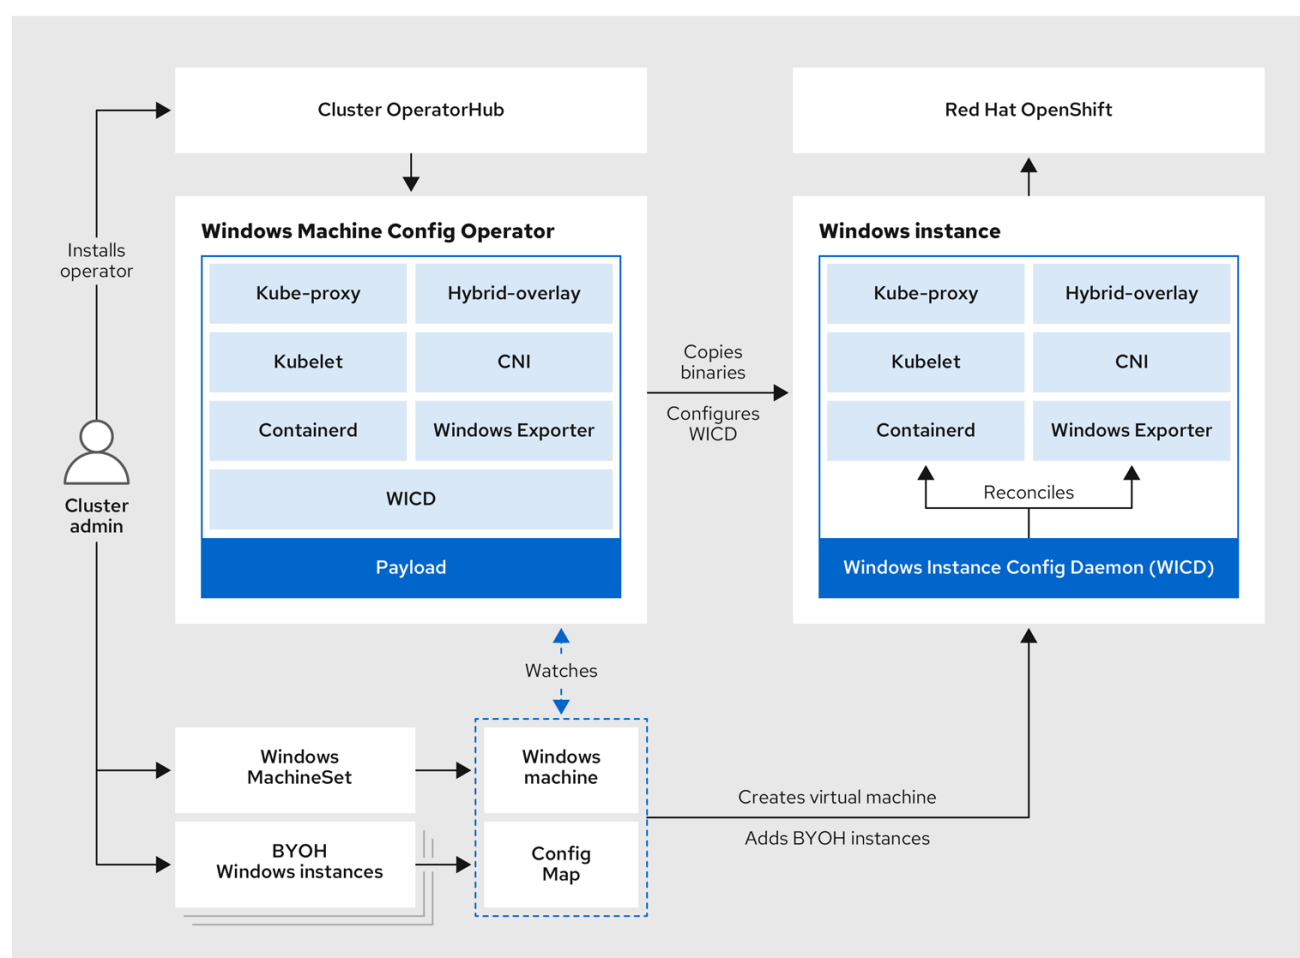 Cluster OperatorHub
Red Hat OpenShift
Installs
operator
Cluster
admin
Windows Machine Config Operator
Kube-proxy
Hybrid-overlay
Kubelet
CNI
Containerd
Windows Exporter
WICD
Payload
Copies
binaries
Configures
WICD
Windows instance
Kube-proxy
Hybrid-overlay
Kubelet
CNI
Containerd
Windows Exporter
Reconciles
Windows Instance Config Daemon (WICD)
Watches
Windows
MachineSet
Windows
machine
BYOH
Windows instances
Config
Map
Creates virtual machine
Adds BYOH instances